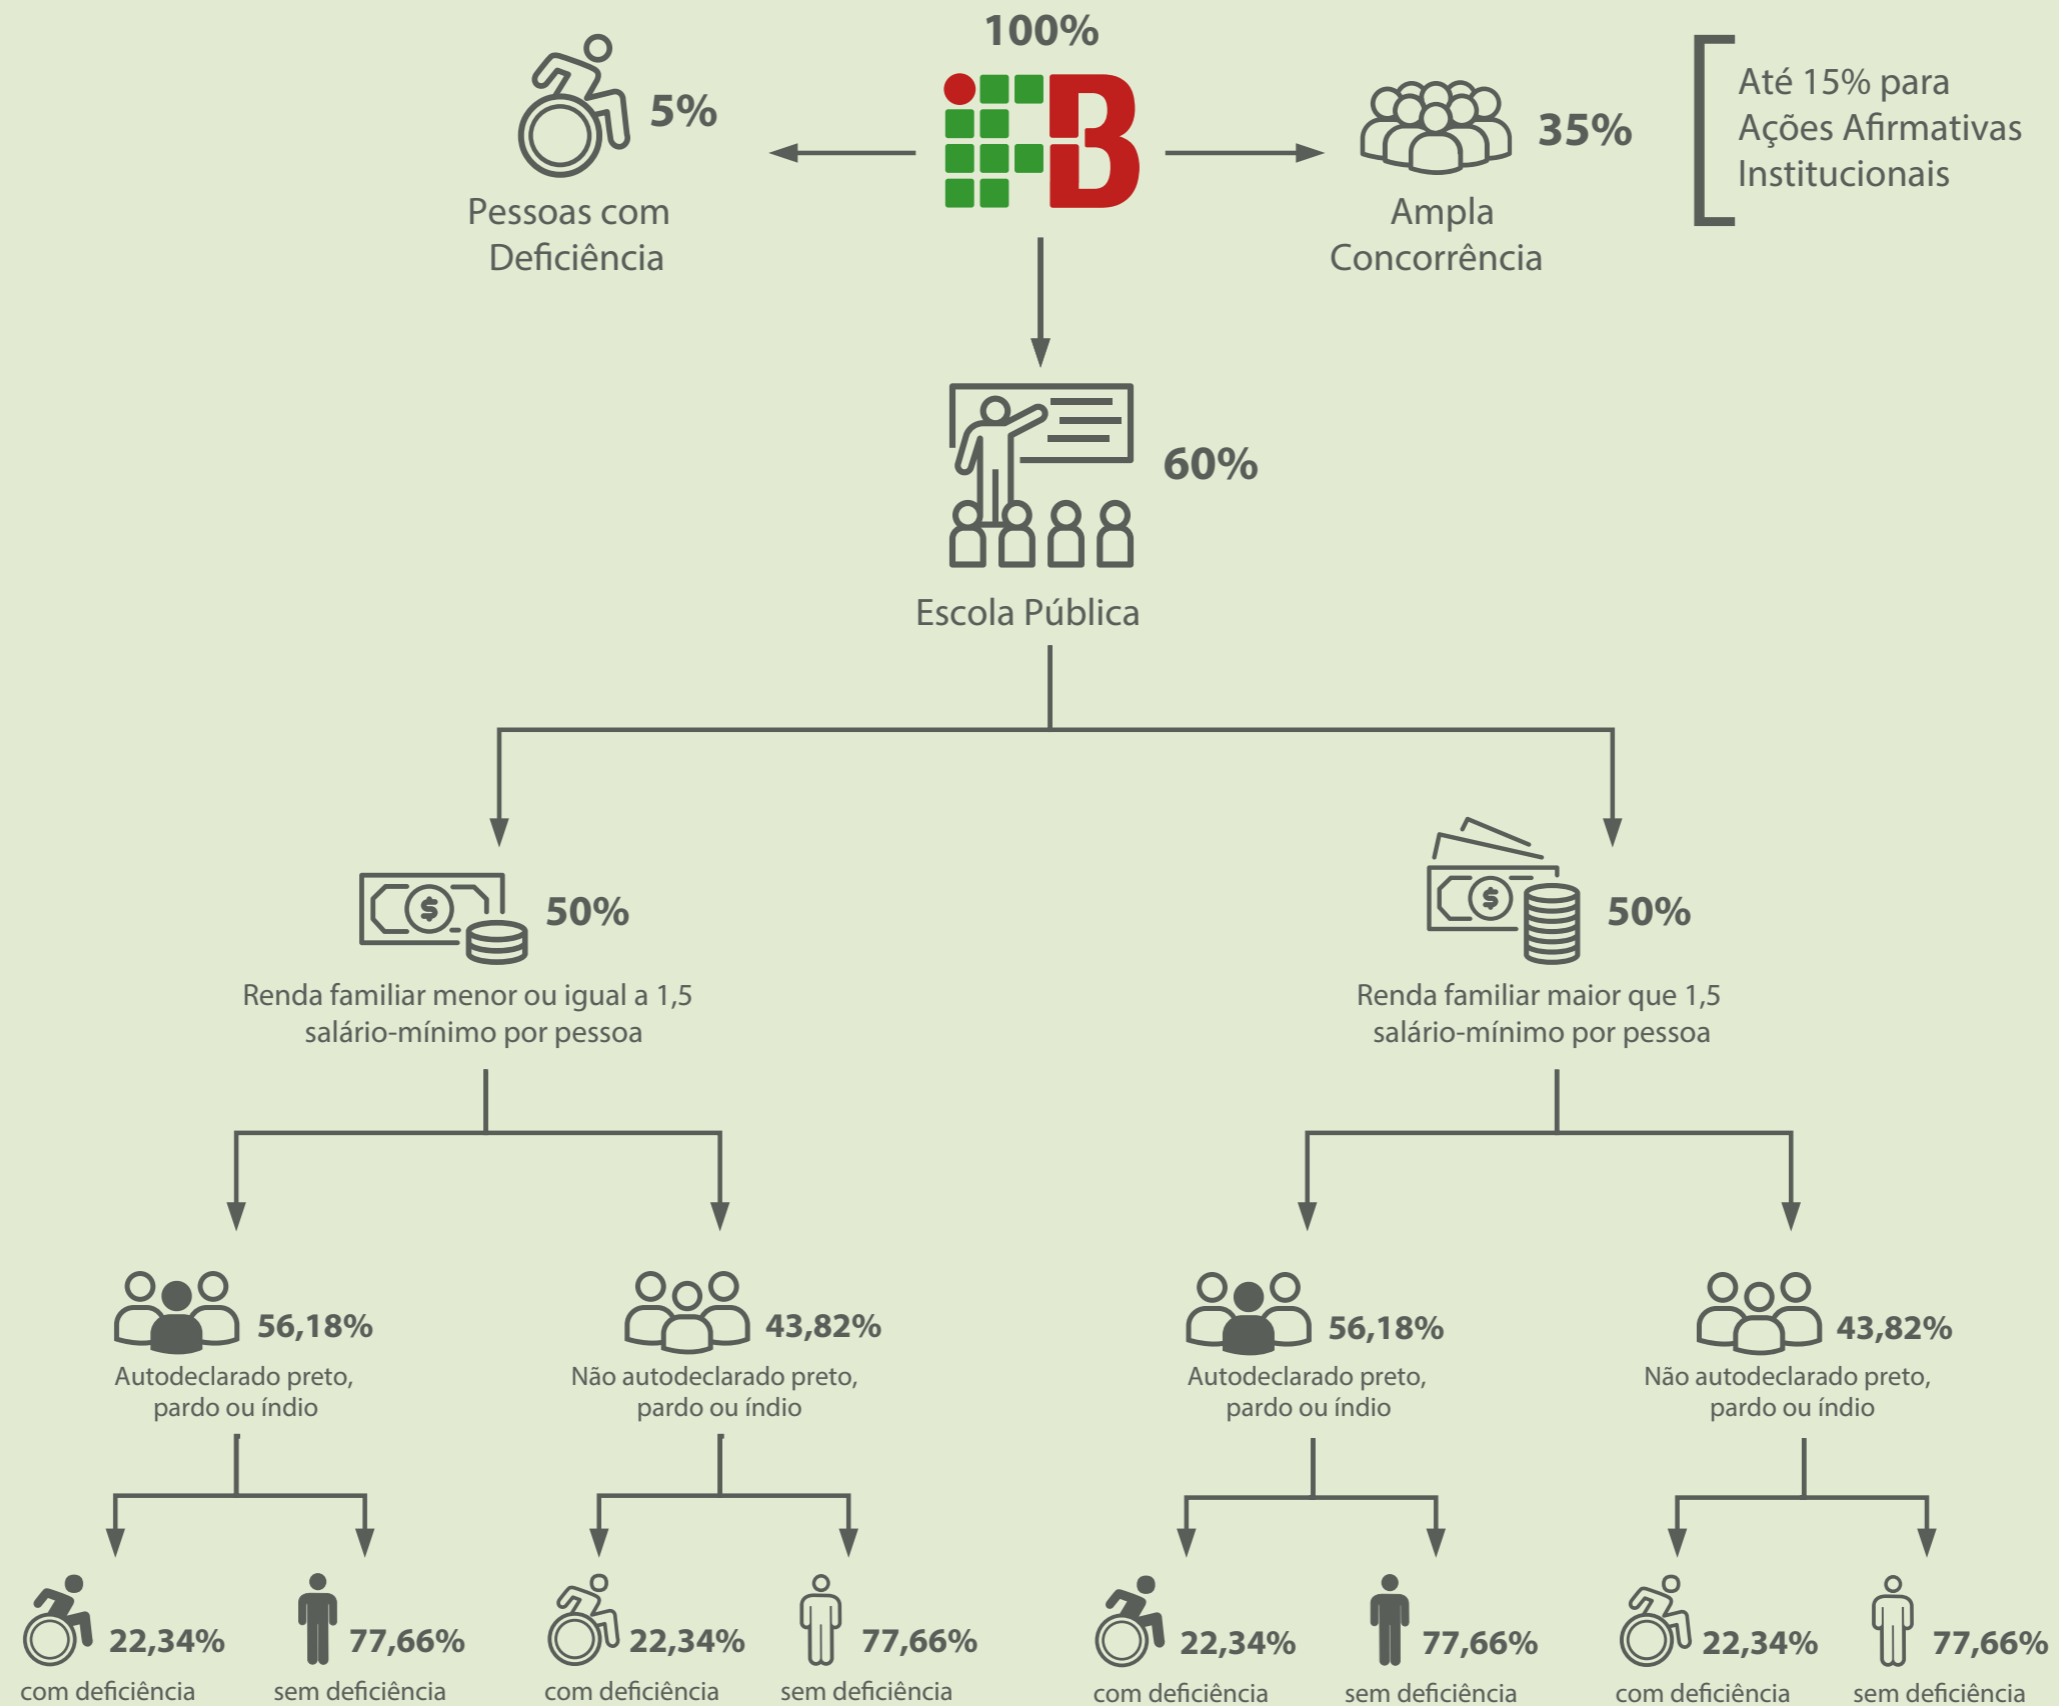 100%
IFB
5%
Pessoas com
Deficiência
35%
Ampla
Concorrência
Até 15% para
Ações Afirmativas
Institucionais
60%
Escola Pública
$
50%
Renda familiar menor ou igual a 1,5
salário-mínimo por pessoa
$
50%
Renda familiar maior que 1,5
salário-mínimo por pessoa
56,18%
Autodeclarado preto,
pardo ou índio
43,82%
Não autodeclarado preto,
pardo ou índio
56,18%
Autodeclarado preto,
pardo ou índio
43,82%
Não autodeclarado preto,
pardo ou índio
22,34%
com deficiência
77,66%
sem deficiência
22,34%
com deficiência
77,66%
sem deficiência
22,34%
com deficiência
77,66%
sem deficiência
22,34%
com deficiência
77,66%
sem deficiência